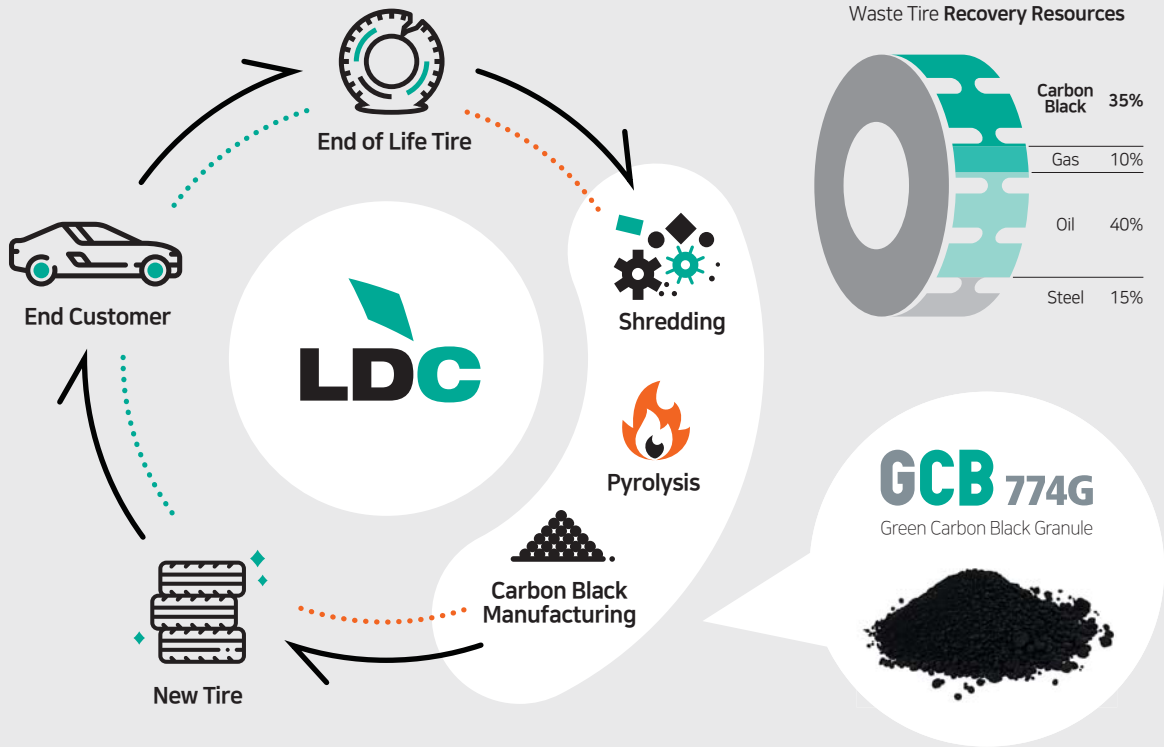 Waste Tire Recovery Resources
Carbon
Black 35%
Gas 10%
Oil 40%
Steel 15%
End of Life Tire
End Customer
LDC
Shredding
Pyrolysis
Carbon Black
Manufacturing
New Tire
GCB 774G
Green Carbon Black Granule